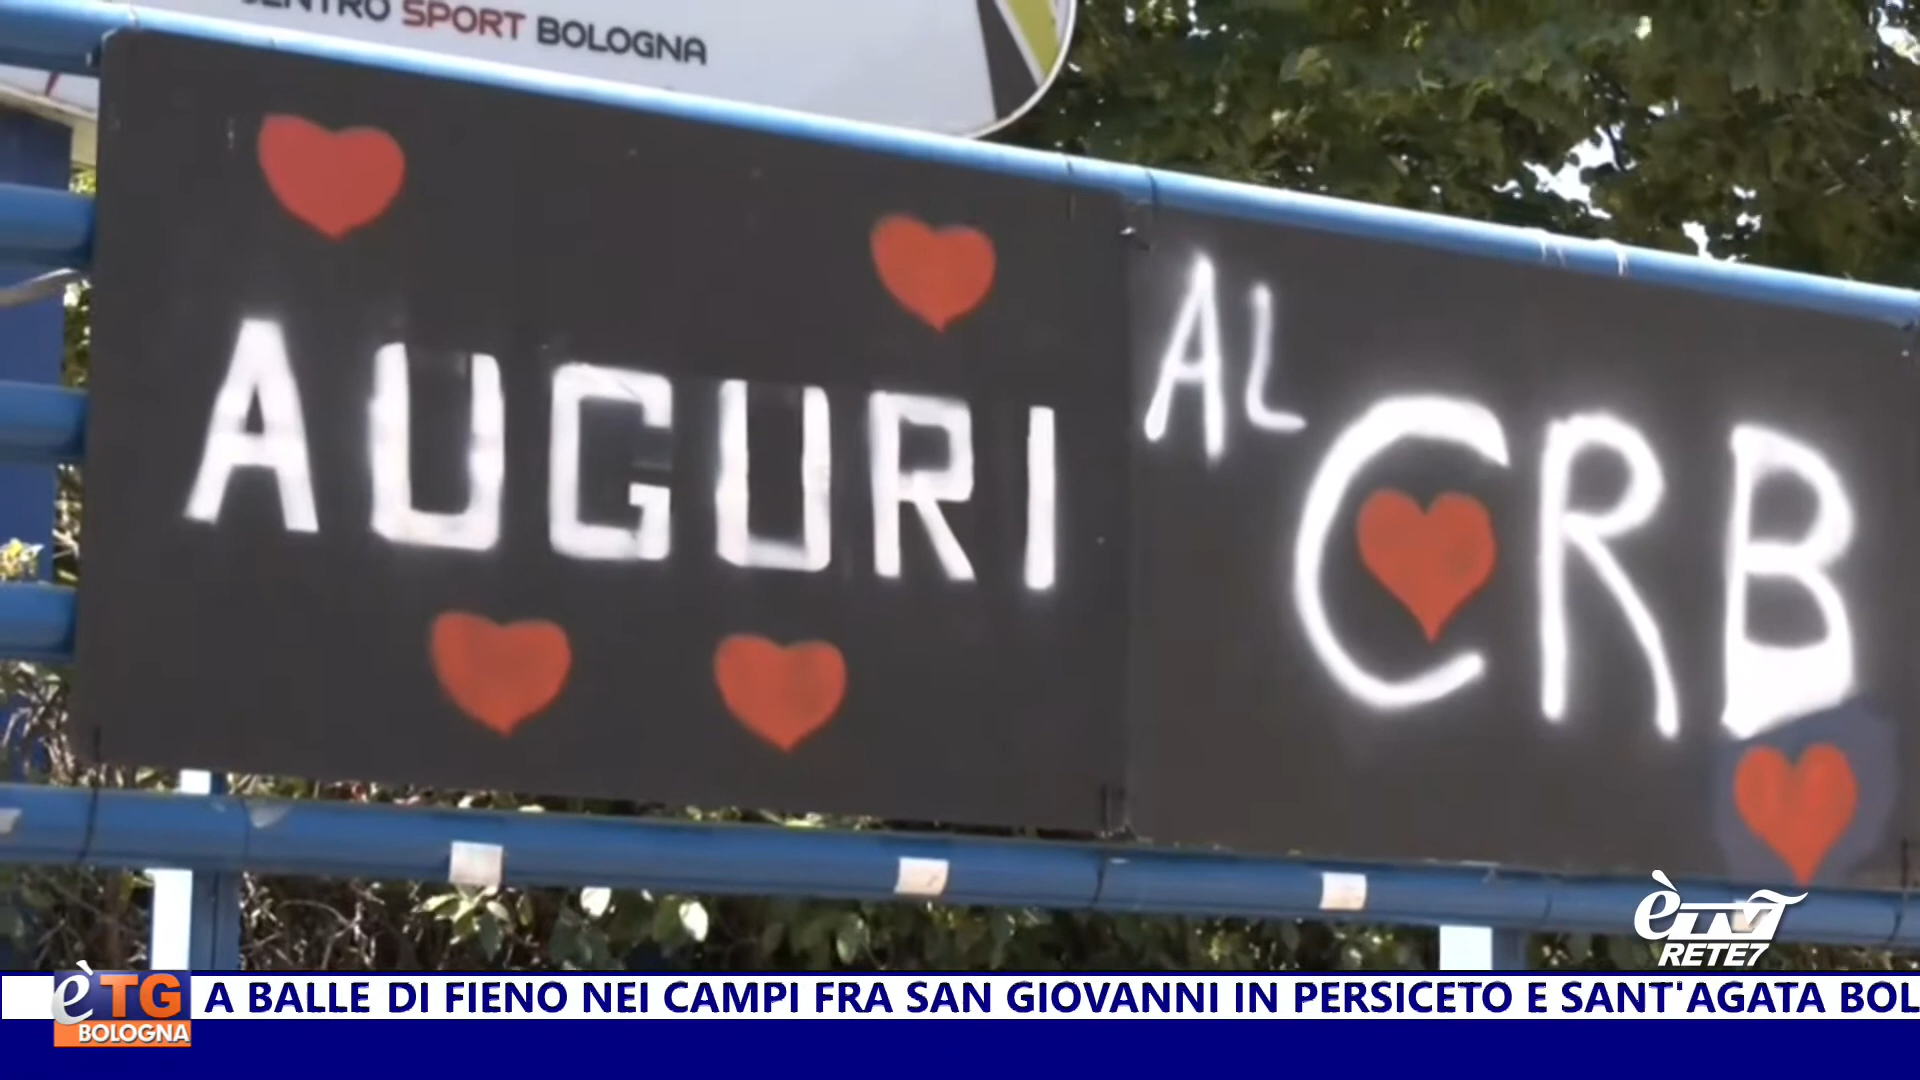 CENTRO SPORT BOLOGNA
AUGURI AL CRB
èTV
RETE7
èTG
BOLOGNA
A BALLE DI FIENO NEI CAMPI FRA SAN GIOVANNI IN PERSICETO E SANT'AGATA BOL